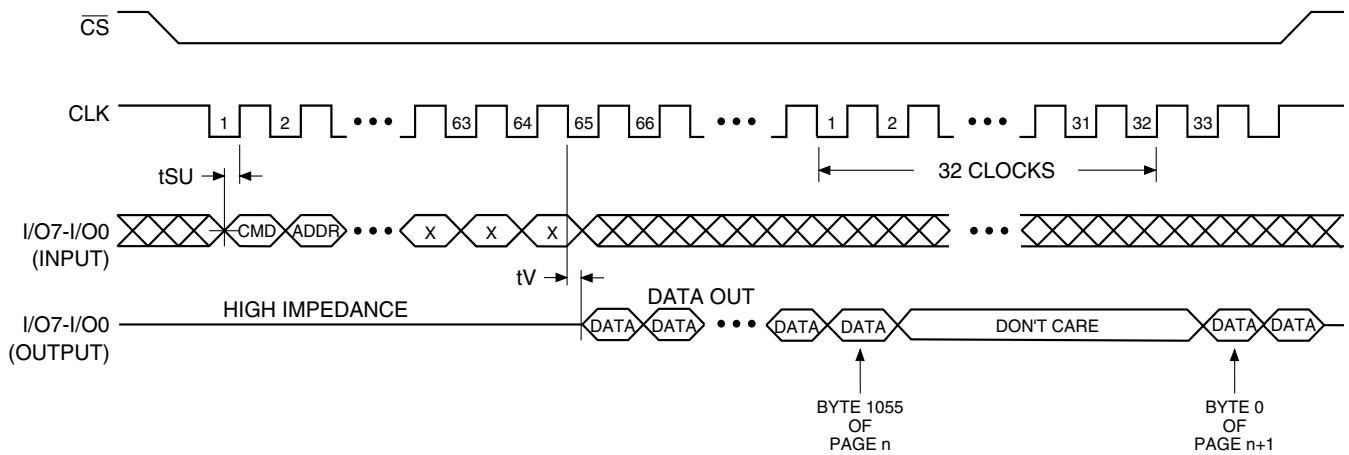 CS
CLK
1 2 ••• 63 64 65 66 ••• 1 2 ••• 31 32 33
32 CLOCKS
tSU
I/O7-I/O0
(INPUT)
CMD ADDR ••• X X X •••
tV
HIGH IMPEDANCE
DATA OUT
I/O7-I/O0
(OUTPUT)
DATA DATA ••• DATA DATA DON'T CARE DATA DATA
BYTE 1055
OF
PAGE n
BYTE 0
OF
PAGE n+1